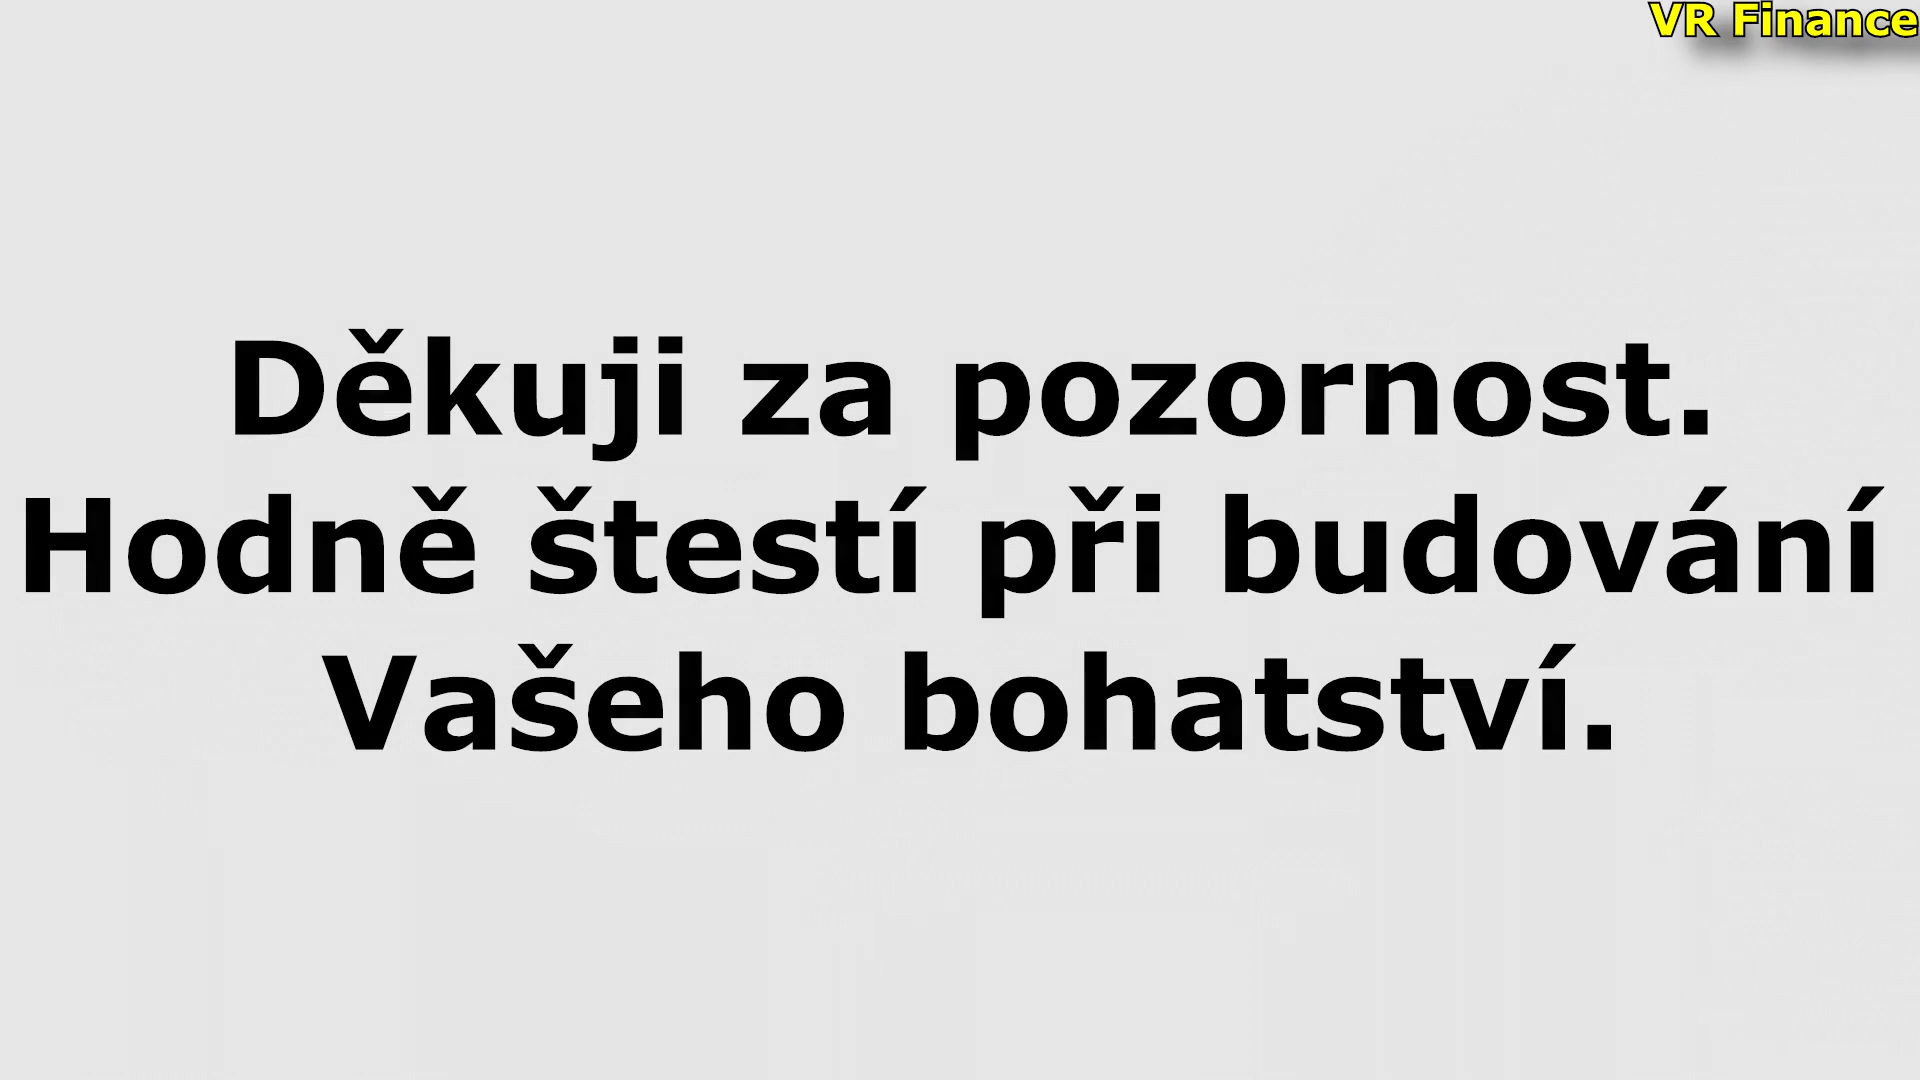 VR Finance
Děkuji za pozornost.
Hodně štestí při budování
Vašeho bohatství.